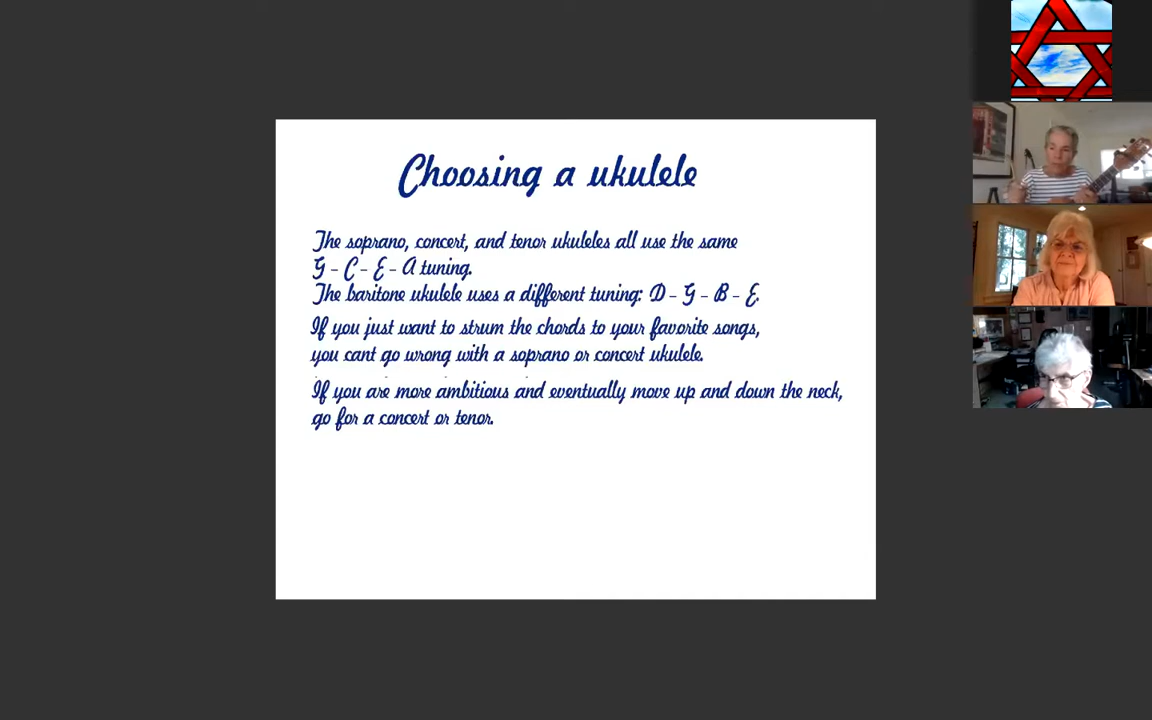 Choosing a ukulele
The soprano, concert, and tenor ukuleles all use the same
G - C - E - A tuning.
The baritone ukulele uses a different tuning: D - G - B - E.
If you just want to strum the chords to your favorite songs,
you cant go wrong with a soprano or concert ukulele.
If you are more ambitious and eventually move up and down the neck,
go for a concert or tenor.